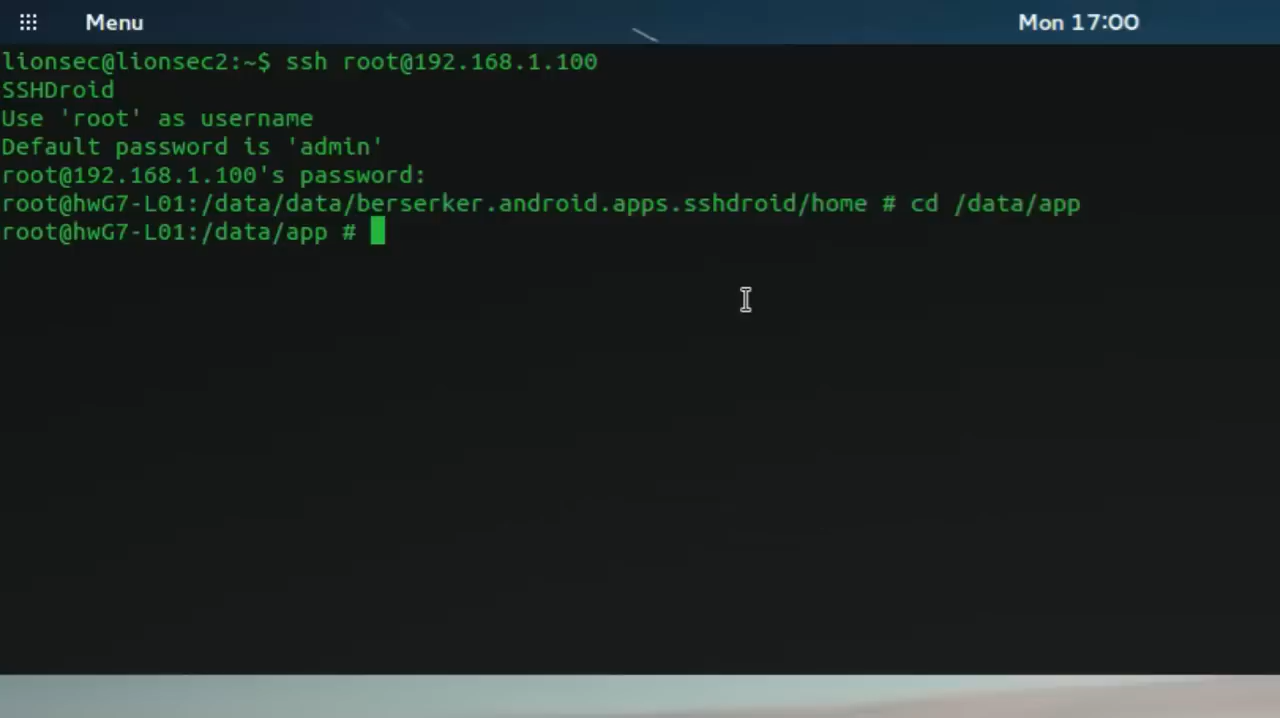 Menu
Mon 17:00
lionsec@lionsec2:~$ ssh root@192.168.1.100
SSHDroid
Use 'root' as username
Default password is 'admin'
root@192.168.1.100's password:
root@hwG7-L01:/data/data/berserker.android.apps.sshdroid/home # cd /data/app
root@hwG7-L01:/data/app #